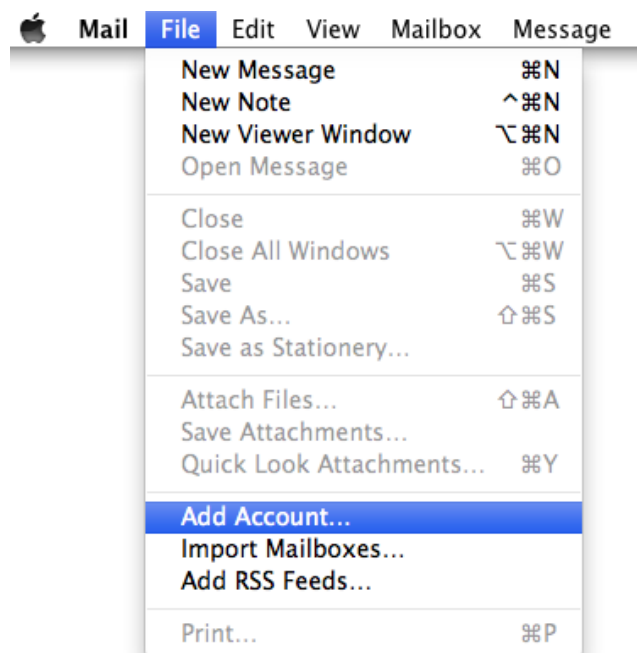 Mail File Edit View Mailbox Message
New Message ⌘N
New Note ^⌘N
New Viewer Window ⌥⌘N
Open Message ⌘O
Close ⌘W
Close All Windows ⌥⌘W
Save ⌘S
Save As... ⇧⌘S
Save as Stationery...
Attach Files... ⇧⌘A
Save Attachments...
Quick Look Attachments... ⌘Y
Add Account...
Import Mailboxes...
Add RSS Feeds...
Print... ⌘P